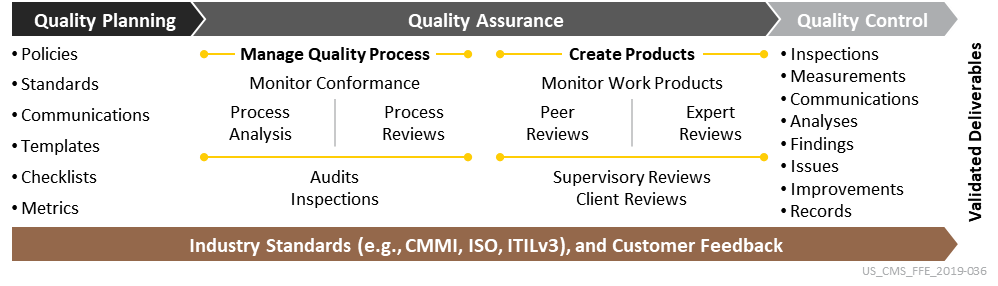 Quality Planning
Quality Assurance
Quality Control
• Policies
• Standards
• Communications
• Templates
• Checklists
• Metrics
Manage Quality Process
Monitor Conformance
Process
Analysis
Process
Reviews
Audits
Inspections
Create Products
Monitor Work Products
Peer
Reviews
Expert
Reviews
Supervisory Reviews
Client Reviews
• Inspections
• Measurements
• Communications
• Analyses
• Findings
• Issues
• Improvements
• Records
Validated Deliverables
Industry Standards (e.g., CMMI, ISO, ITILv3), and Customer Feedback
US_CMS_FFE_2019-036